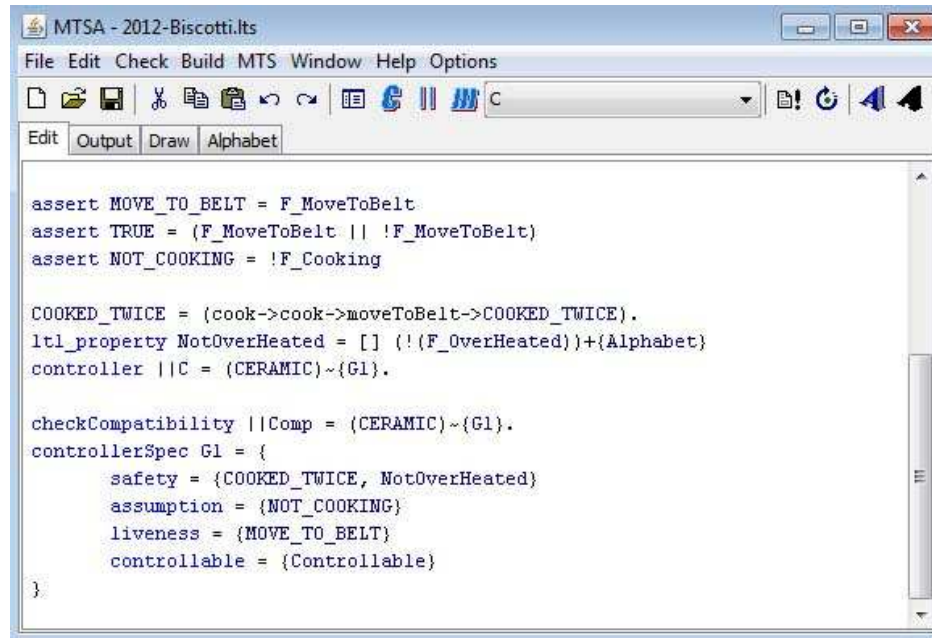 MTSA - 2012-Biscotti.lts
File Edit Check Build MTS Window Help Options
C
Edit Output Draw Alphabet
assert MOVE_TO_BELT = F_MoveToBelt
assert TRUE = (F_MoveToBelt || !F_MoveToBelt)
assert NOT_COOKING = !F_Cooking
COOKED_TWICE = (cook->cook->moveToBelt->COOKED_TWICE).
ltl_property NotOverHeated = [] (!(F_OverHeated))+{Alphabet}
controller ||C = (CERAMIC)~{G1}.
checkCompatibility ||Comp = (CERAMIC)~{G1}.
controllerSpec G1 = {
safety = {COOKED_TWICE, NotOverHeated}
assumption = {NOT_COOKING}
liveness = {MOVE_TO_BELT}
controllable = {Controllable}
}